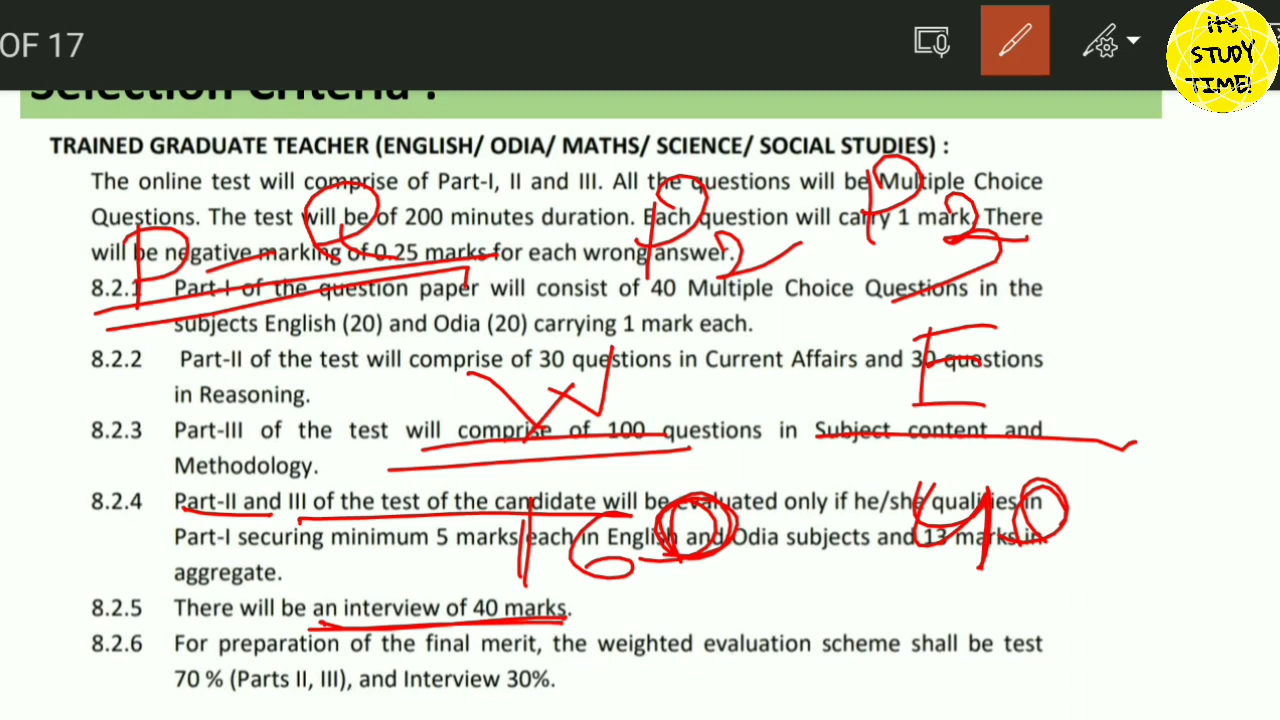 OF 17
IT'S
STUDY
TIME!
Selection Criteria :
TRAINED GRADUATE TEACHER (ENGLISH/ ODIA/ MATHS/ SCIENCE/ SOCIAL STUDIES) :
The online test will comprise of Part-I, II and III. All the questions will be Multiple Choice
Questions. The test will be of 200 minutes duration. Each question will carry 1 mark. There
will be negative marking of 0.25 marks for each wrong answer.
8.2.1 Part-I of the question paper will consist of 40 Multiple Choice Questions in the
subjects English (20) and Odia (20) carrying 1 mark each.
8.2.2 Part-II of the test will comprise of 30 questions in Current Affairs and 30 questions
in Reasoning.
8.2.3 Part-III of the test will comprise of 100 questions in Subject content and
Methodology.
8.2.4 Part-II and III of the test of the candidate will be evaluated only if he/she qualifies in
Part-I securing minimum 5 marks each in English and Odia subjects and 13 marks in
aggregate.
8.2.5 There will be an interview of 40 marks.
8.2.6 For preparation of the final merit, the weighted evaluation scheme shall be test
70 % (Parts II, III), and Interview 30%.
P2
P3
W
E
160
40